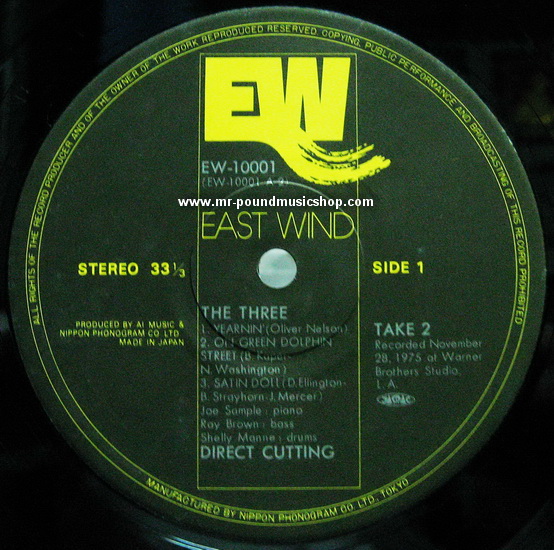 ALL RIGHTS OF THE RECORD PRODUCER AND OF THE OWNER OF THE WORK REPRODUCED RESERVED. COPYING, PUBLIC PERFORMANCE AND BROADCASTING OF THIS RECORD PROHIBITED
EW
EW-10001
(EW-10001 A-2)
www.mr-poundmusicshop.com
EAST WIND
STEREO 33⅓
SIDE 1
PRODUCED BY AI MUSIC &
NIPPON PHONOGRAM CO. LTD.
MADE IN JAPAN
THE THREE
1. YEARNIN' (Oliver Nelson)
2. ON GREEN DOLPHIN
STREET (B. Kaper-
N. Washington)
3. SATIN DOLL (D. Ellington-
B. Strayhorn-J. Mercer)
Joe Sample : piano
Ray Brown : bass
Shelly Manne : drums
DIRECT CUTTING
TAKE 2
Recorded November
28, 1975 at Warner
Brothers Studio,
L. A.
JASRAC
MANUFACTURED BY NIPPON PHONOGRAM CO. LTD., TOKYO